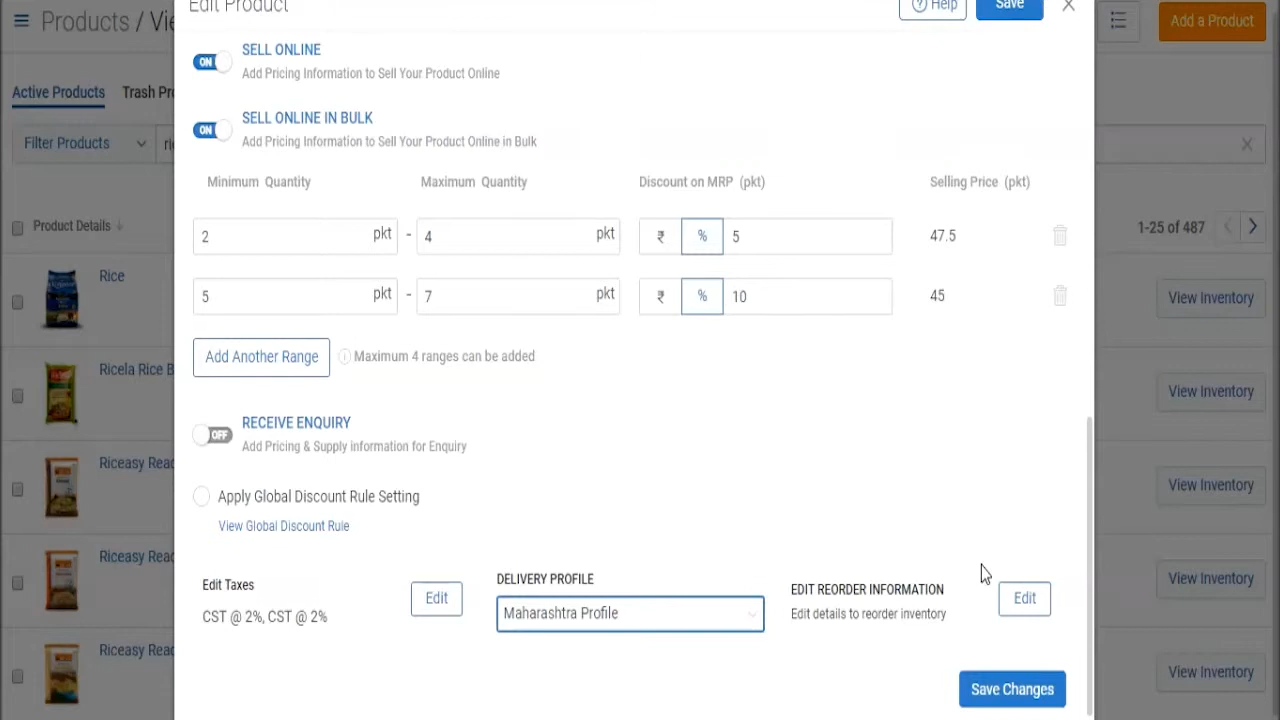 Edit Product
Help
Save
Products / Vie
Add a Product
SELL ONLINE
ON
Add Pricing Information to Sell Your Product Online
Active Products
Trash Pro
SELL ONLINE IN BULK
ON
Add Pricing Information to Sell Your Product Online in Bulk
Filter Products
Minimum Quantity
Maximum Quantity
Discount on MRP (pkt)
Selling Price (pkt)
Product Details
1-25 of 487
2 pkt - 4 pkt ₹ % 5 47.5
Rice
5 pkt - 7 pkt ₹ % 10 45
View Inventory
Add Another Range
Maximum 4 ranges can be added
Ricela Rice B
View Inventory
RECEIVE ENQUIRY
OFF
Add Pricing & Supply information for Enquiry
Riceasy Read
View Inventory
Apply Global Discount Rule Setting
View Global Discount Rule
Riceasy Read
View Inventory
Edit Taxes
Edit
CST @ 2%, CST @ 2%
DELIVERY PROFILE
Maharashtra Profile
EDIT REORDER INFORMATION
Edit details to reorder inventory
Edit
Riceasy Read
View Inventory
Save Changes